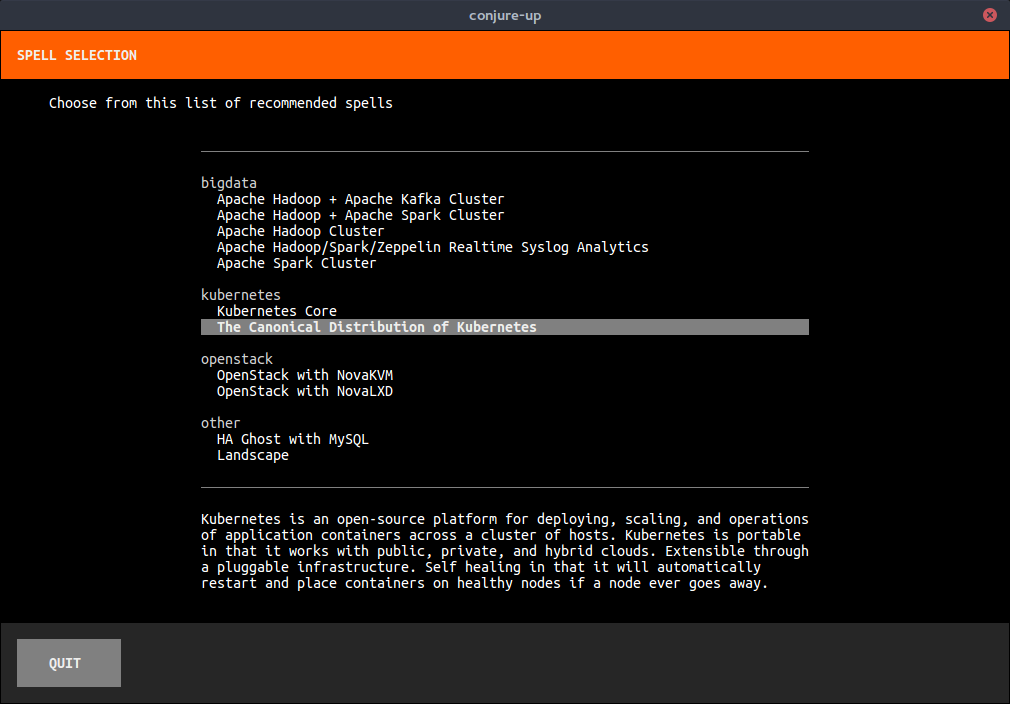 conjure-up
SPELL SELECTION
Choose from this list of recommended spells
bigdata
Apache Hadoop + Apache Kafka Cluster
Apache Hadoop + Apache Spark Cluster
Apache Hadoop Cluster
Apache Hadoop/Spark/Zeppelin Realtime Syslog Analytics
Apache Spark Cluster
kubernetes
Kubernetes Core
The Canonical Distribution of Kubernetes
openstack
OpenStack with NovaKVM
OpenStack with NovaLXD
other
HA Ghost with MySQL
Landscape
Kubernetes is an open-source platform for deploying, scaling, and operations
of application containers across a cluster of hosts. Kubernetes is portable
in that it works with public, private, and hybrid clouds. Extensible through
a pluggable infrastructure. Self healing in that it will automatically
restart and place containers on healthy nodes if a node ever goes away.
QUIT